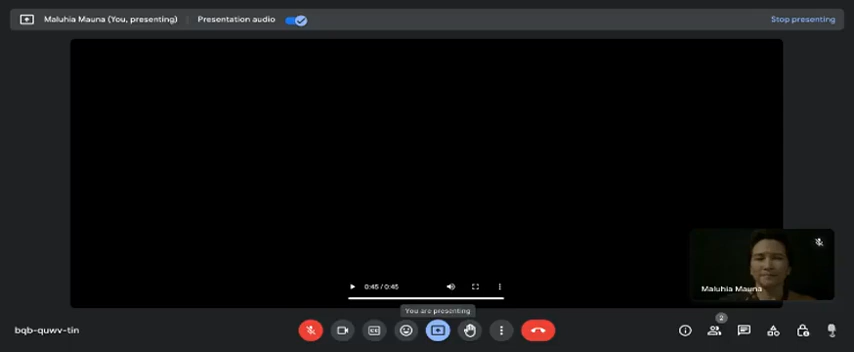 Maluhia Mauna (You, presenting) Presentation audio Stop presenting
Maluhia Mauna
0:45 / 0:45
You are presenting
2
bqb-quwv-tin